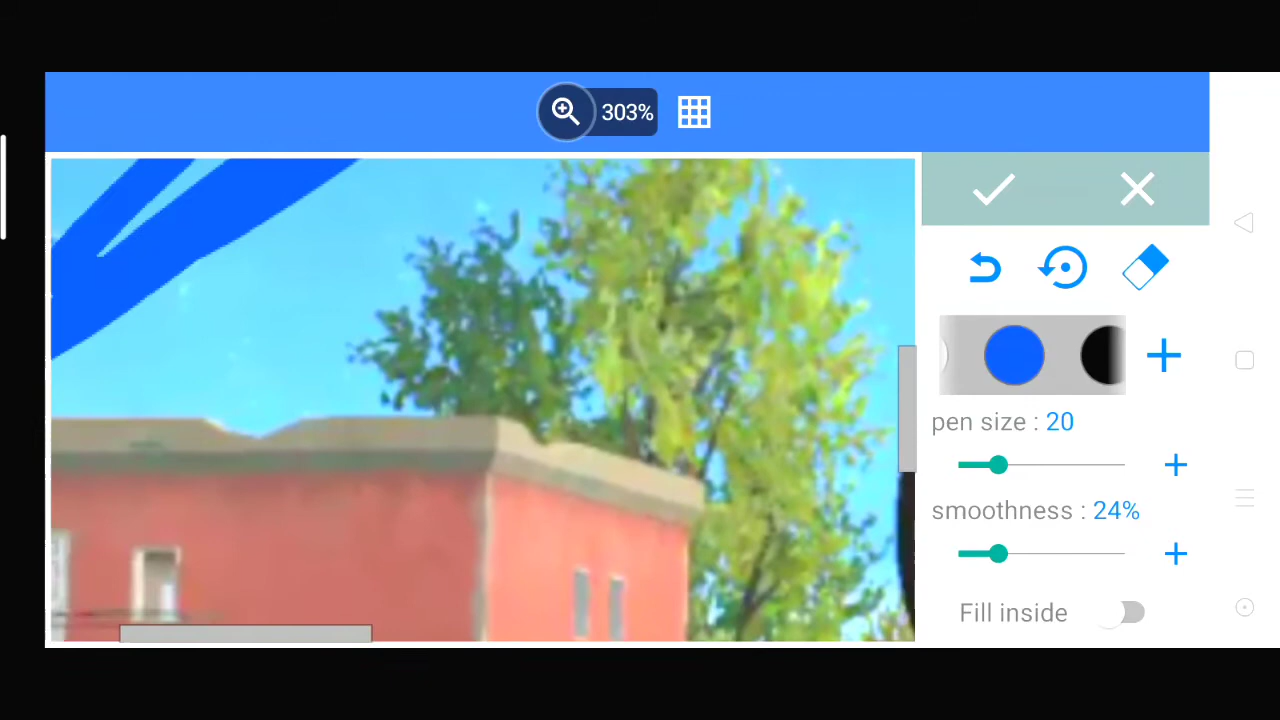 303%
pen size : 20
smoothness : 24%
Fill inside